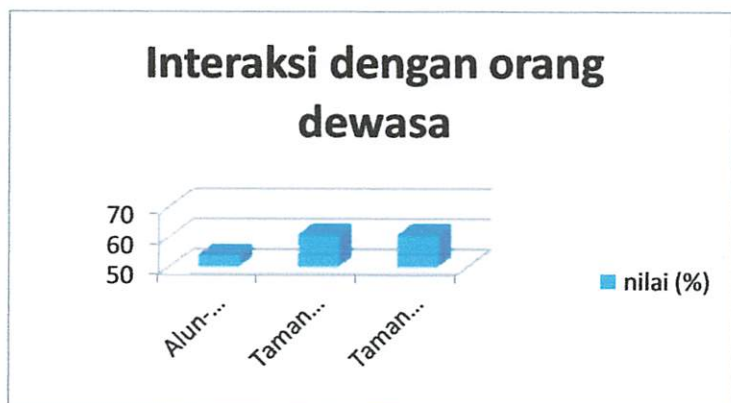 Interaksi dengan orang
dewasa
70
60
50
Alun-...
Taman...
Taman...
nilai (%)